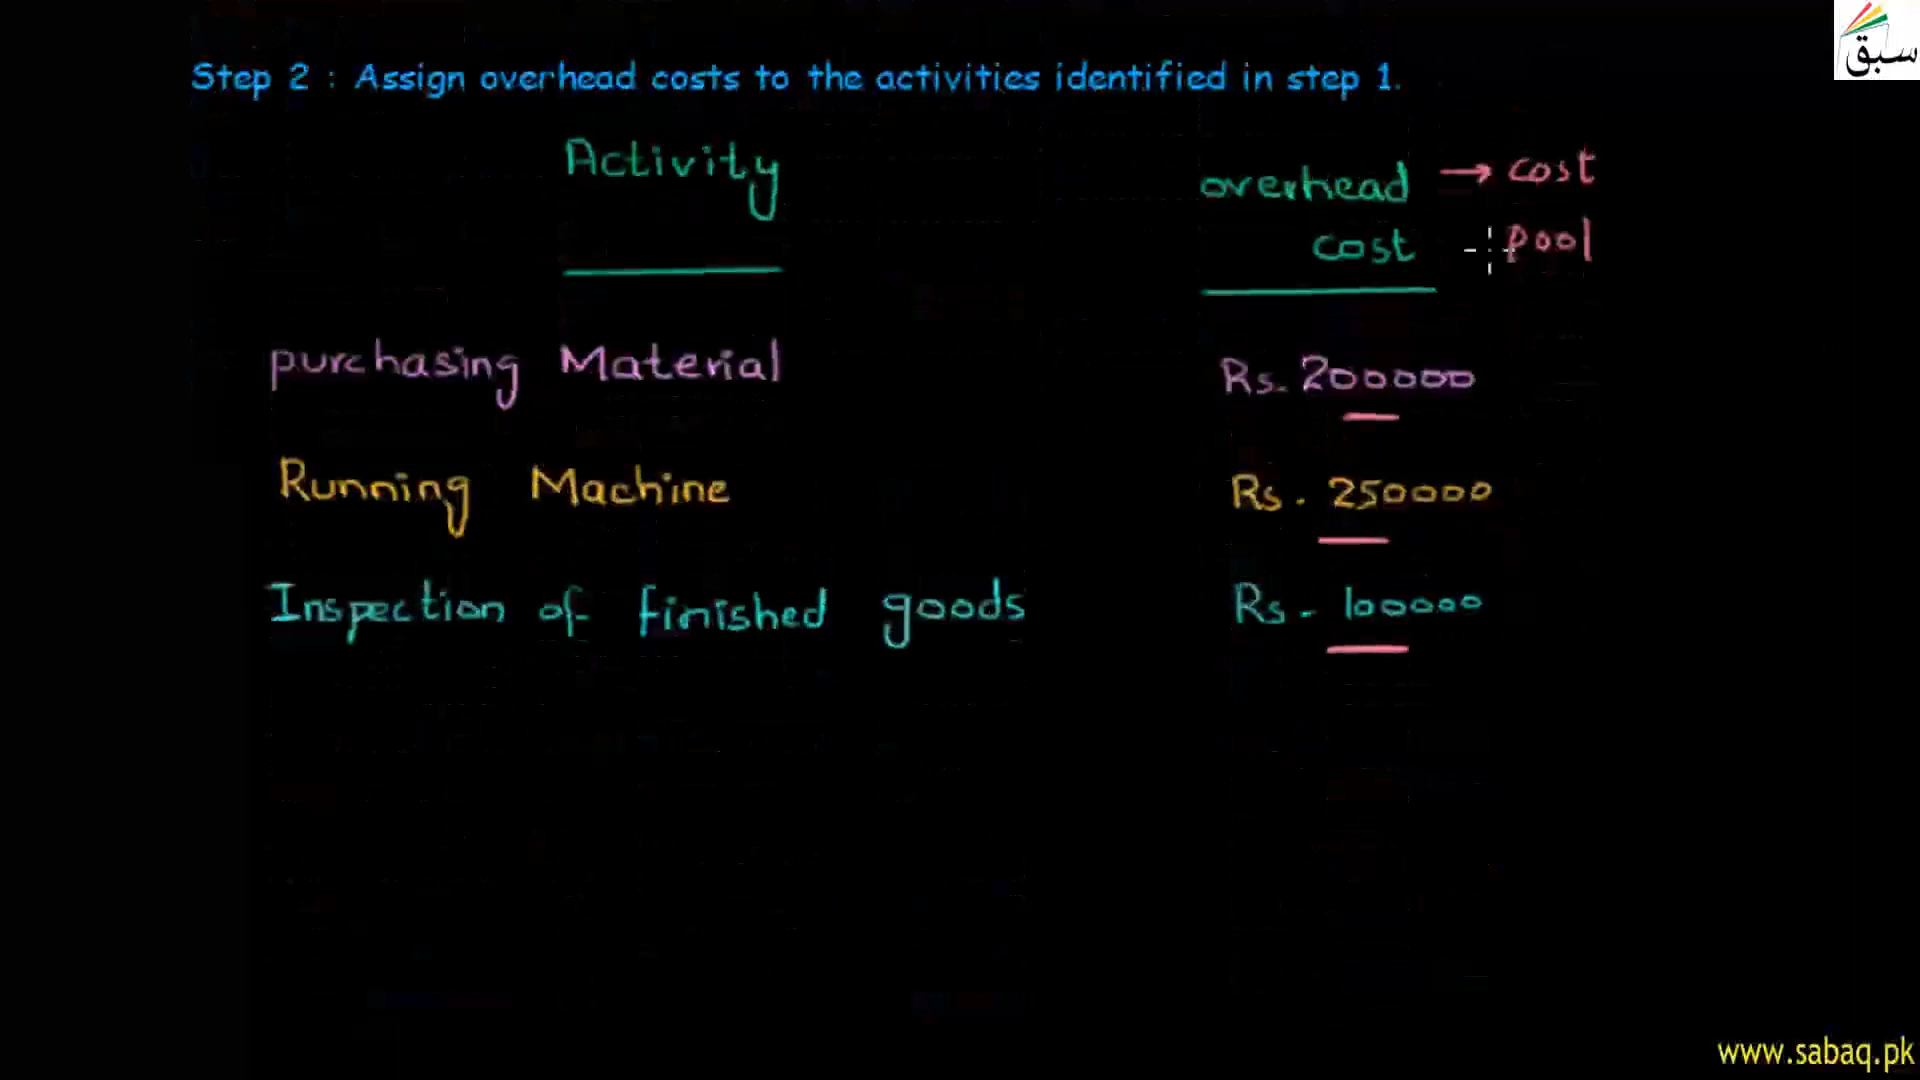 سبق
Step 2 : Assign overhead costs to the activities identified in step 1.
Activity
overhead → cost
cost pool
purchasing Material Rs. 200000
Running Machine Rs. 250000
Inspection of finished goods Rs. 100000
www.sabaq.pk